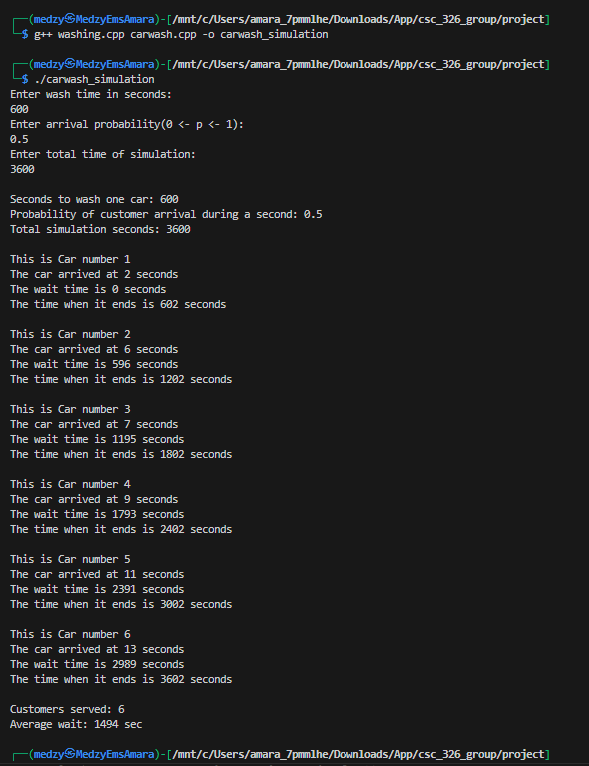 ┌──(medzy㉿MedzyEmsAmara)-[/mnt/c/Users/amara_7pmmlhe/Downloads/App/csc_326_group/project]
└─$ g++ washing.cpp carwash.cpp -o carwash_simulation
┌──(medzy㉿MedzyEmsAmara)-[/mnt/c/Users/amara_7pmmlhe/Downloads/App/csc_326_group/project]
└─$ ./carwash_simulation
Enter wash time in seconds:
600
Enter arrival probability(0 <- p <- 1):
0.5
Enter total time of simulation:
3600
Seconds to wash one car: 600
Probability of customer arrival during a second: 0.5
Total simulation seconds: 3600
This is Car number 1
The car arrived at 2 seconds
The wait time is 0 seconds
The time when it ends is 602 seconds
This is Car number 2
The car arrived at 6 seconds
The wait time is 596 seconds
The time when it ends is 1202 seconds
This is Car number 3
The car arrived at 7 seconds
The wait time is 1195 seconds
The time when it ends is 1802 seconds
This is Car number 4
The car arrived at 9 seconds
The wait time is 1793 seconds
The time when it ends is 2402 seconds
This is Car number 5
The car arrived at 11 seconds
The wait time is 2391 seconds
The time when it ends is 3002 seconds
This is Car number 6
The car arrived at 13 seconds
The wait time is 2989 seconds
The time when it ends is 3602 seconds
Customers served: 6
Average wait: 1494 sec
┌──(medzy㉿MedzyEmsAmara)-[/mnt/c/Users/amara_7pmmlhe/Downloads/App/csc_326_group/project]